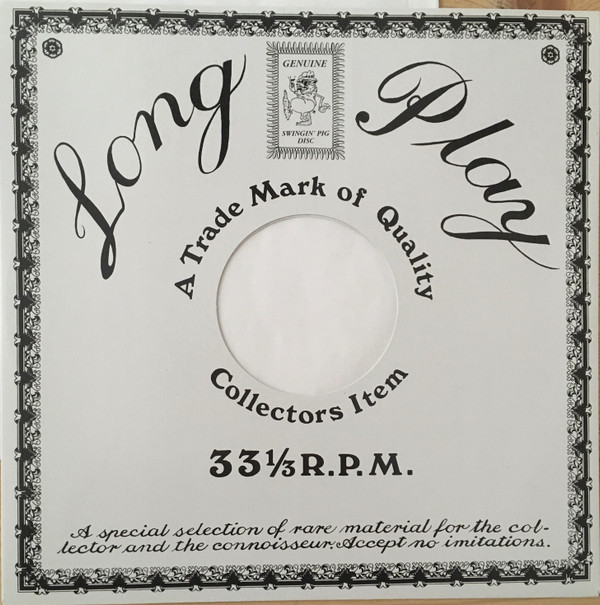 Long Play
GENUINE
SWINGIN' PIG
DISC
A Trade Mark of Quality
Collectors Item
33⅓ R.P.M.
A special selection of rare material for the col-
lector and the connoisseur. Accept no imitations.